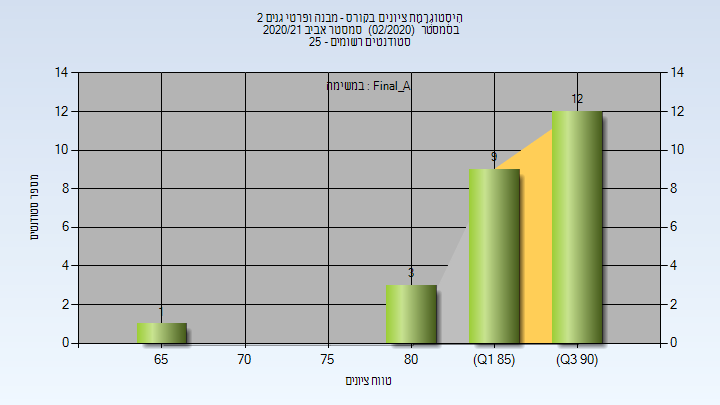 היסטוגרמת ציונים בקורס - מבנה ופרטי גנים 2
בסמסטר (02/2020) סמסטר אביב 2020/21
סטודנטים רשומים - 25
במשימה : Final_A
מספר סטודנטים
14 14
12 12
10 10
8 8
6 6
4 4
2 2
0 0
1 3 9 12
65 70 75 80 (Q1 85) (Q3 90)
טווח ציונים